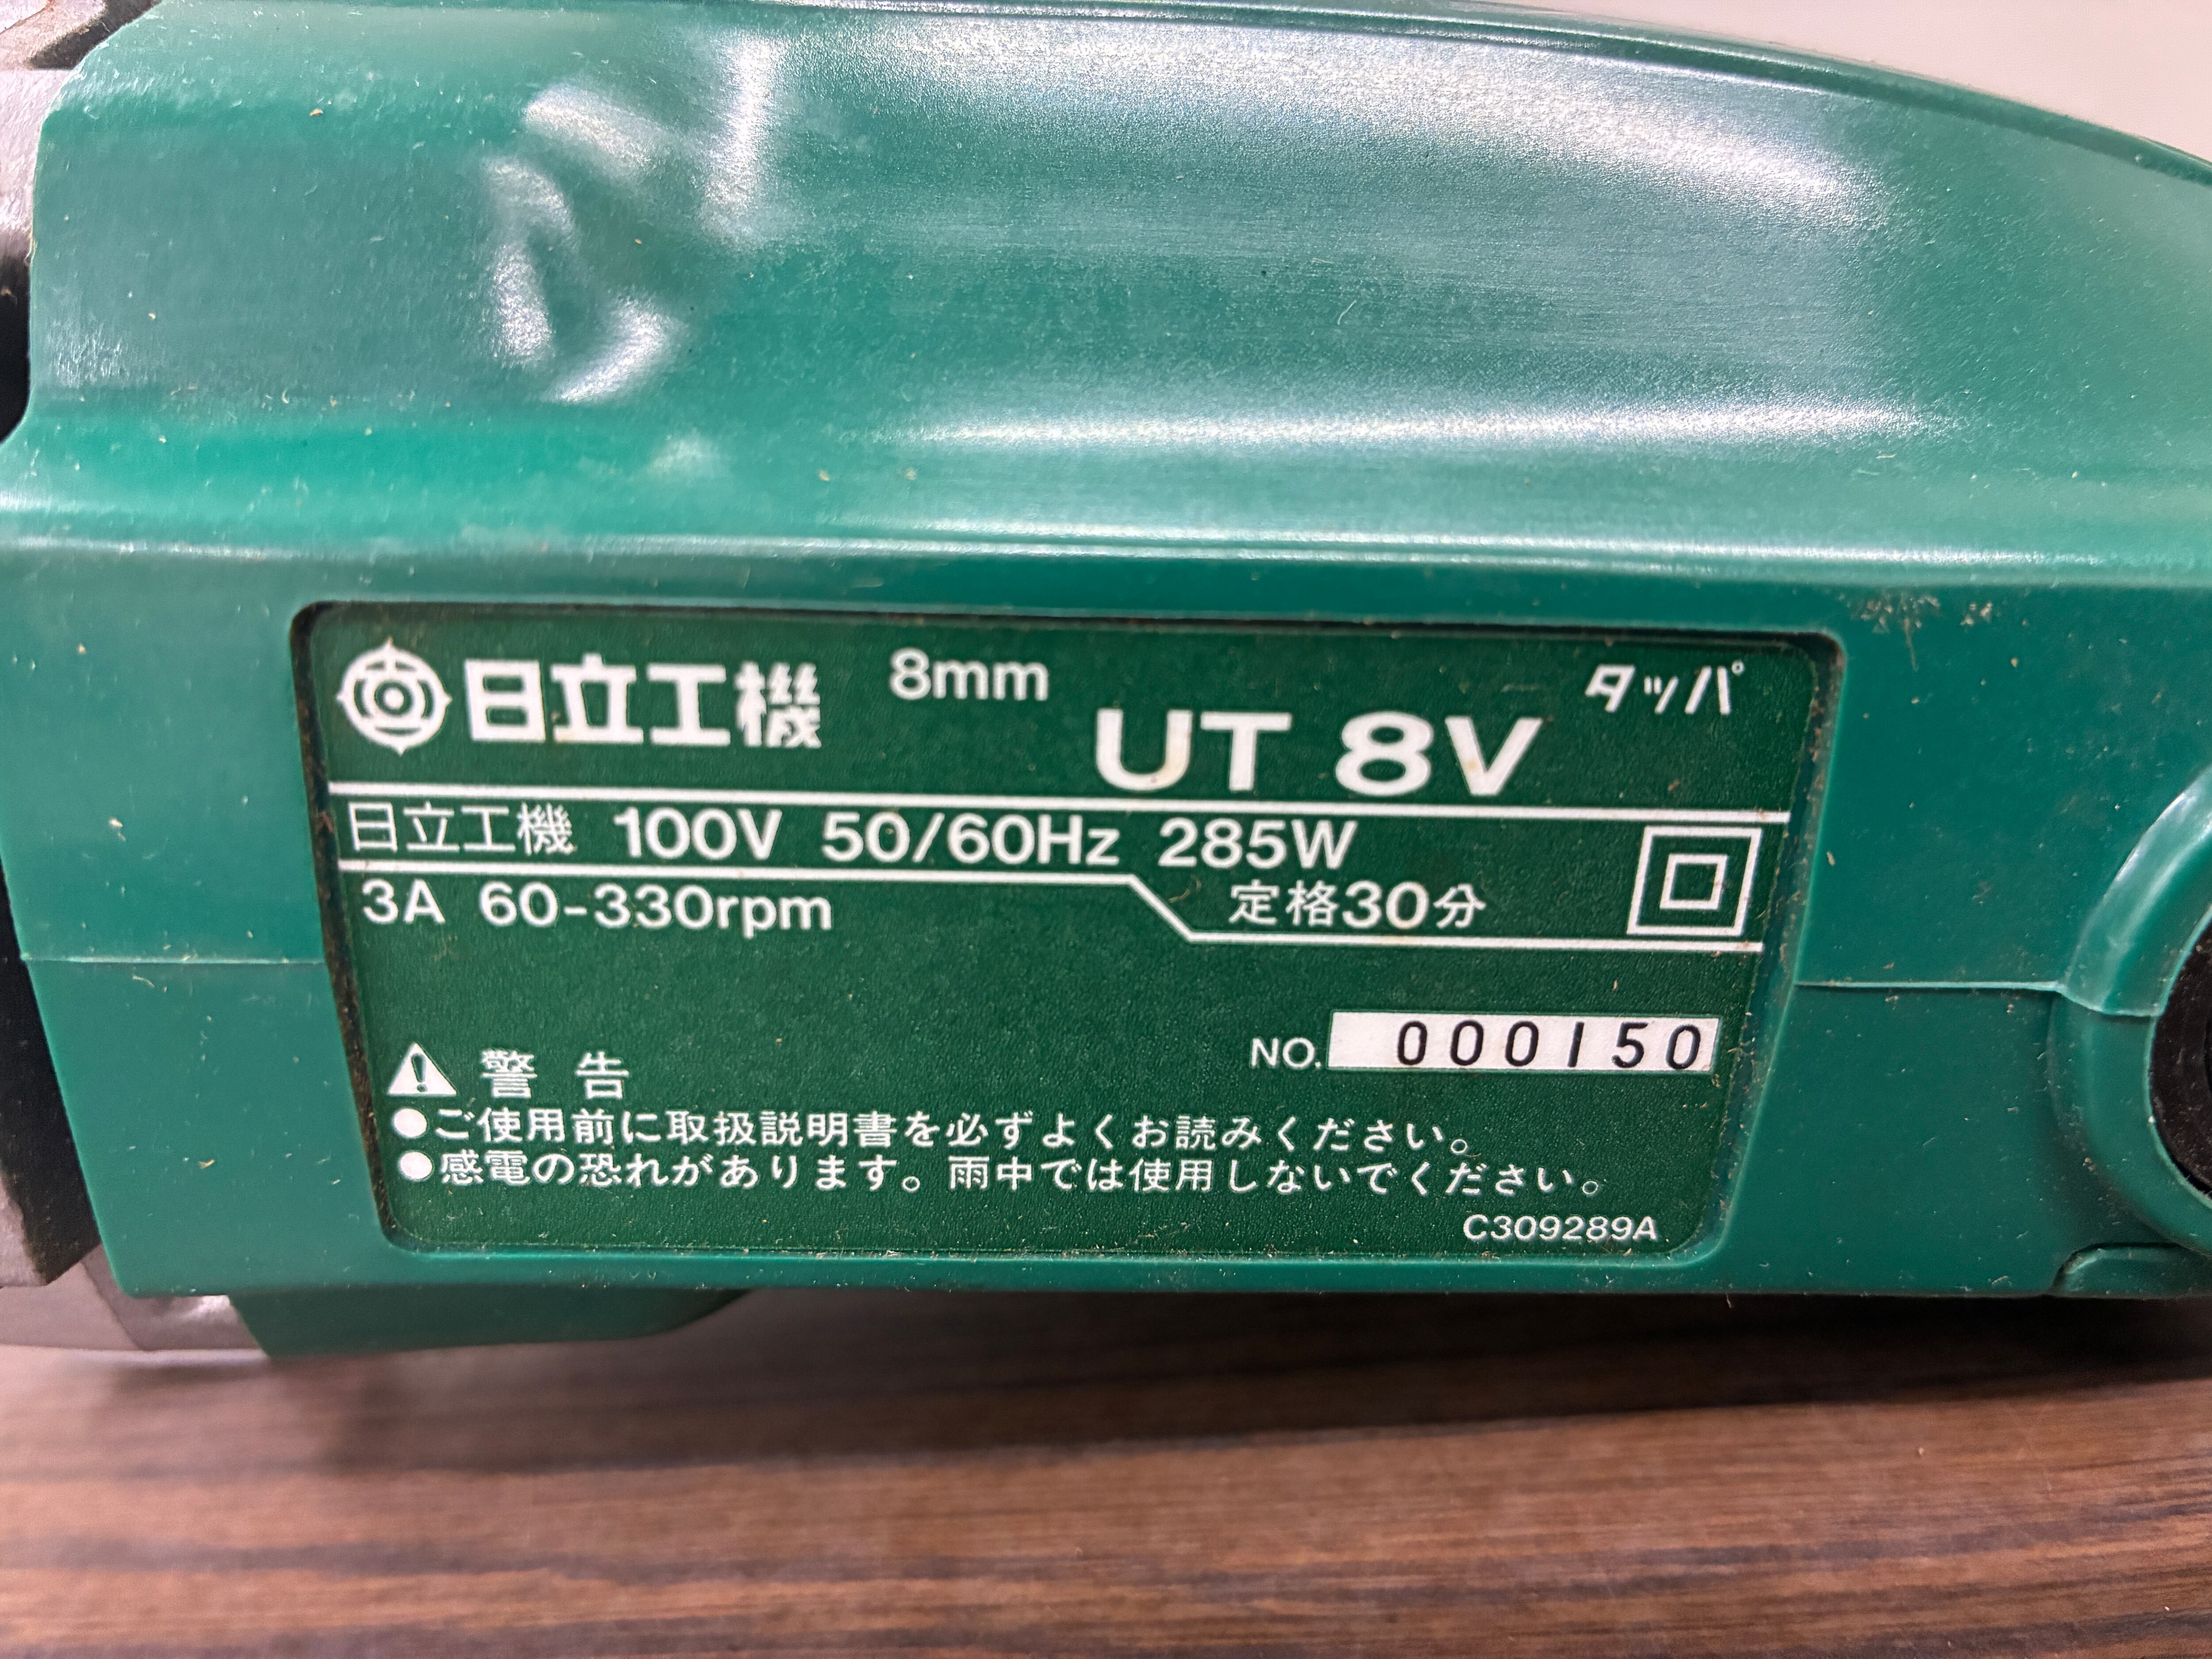 日立工機 8mm UT 8V タッパ
日立工機 100V 50/60Hz 285W
3A 60-330rpm 定格30分
NO. 000150
警告
●ご使用前に取扱説明書を必ずよくお読みください。
●感電の恐れがあります。雨中では使用しないでください。
C309289A